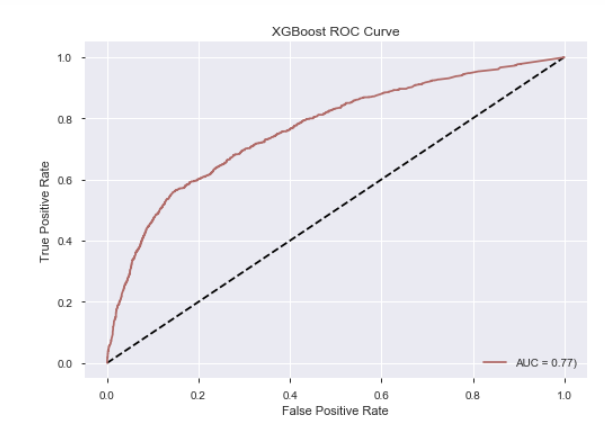 XGBoost ROC Curve
1.0
0.8
0.6
0.4
0.2
0.0
True Positive Rate
AUC = 0.77)
0.0 0.2 0.4 0.6 0.8 1.0
False Positive Rate